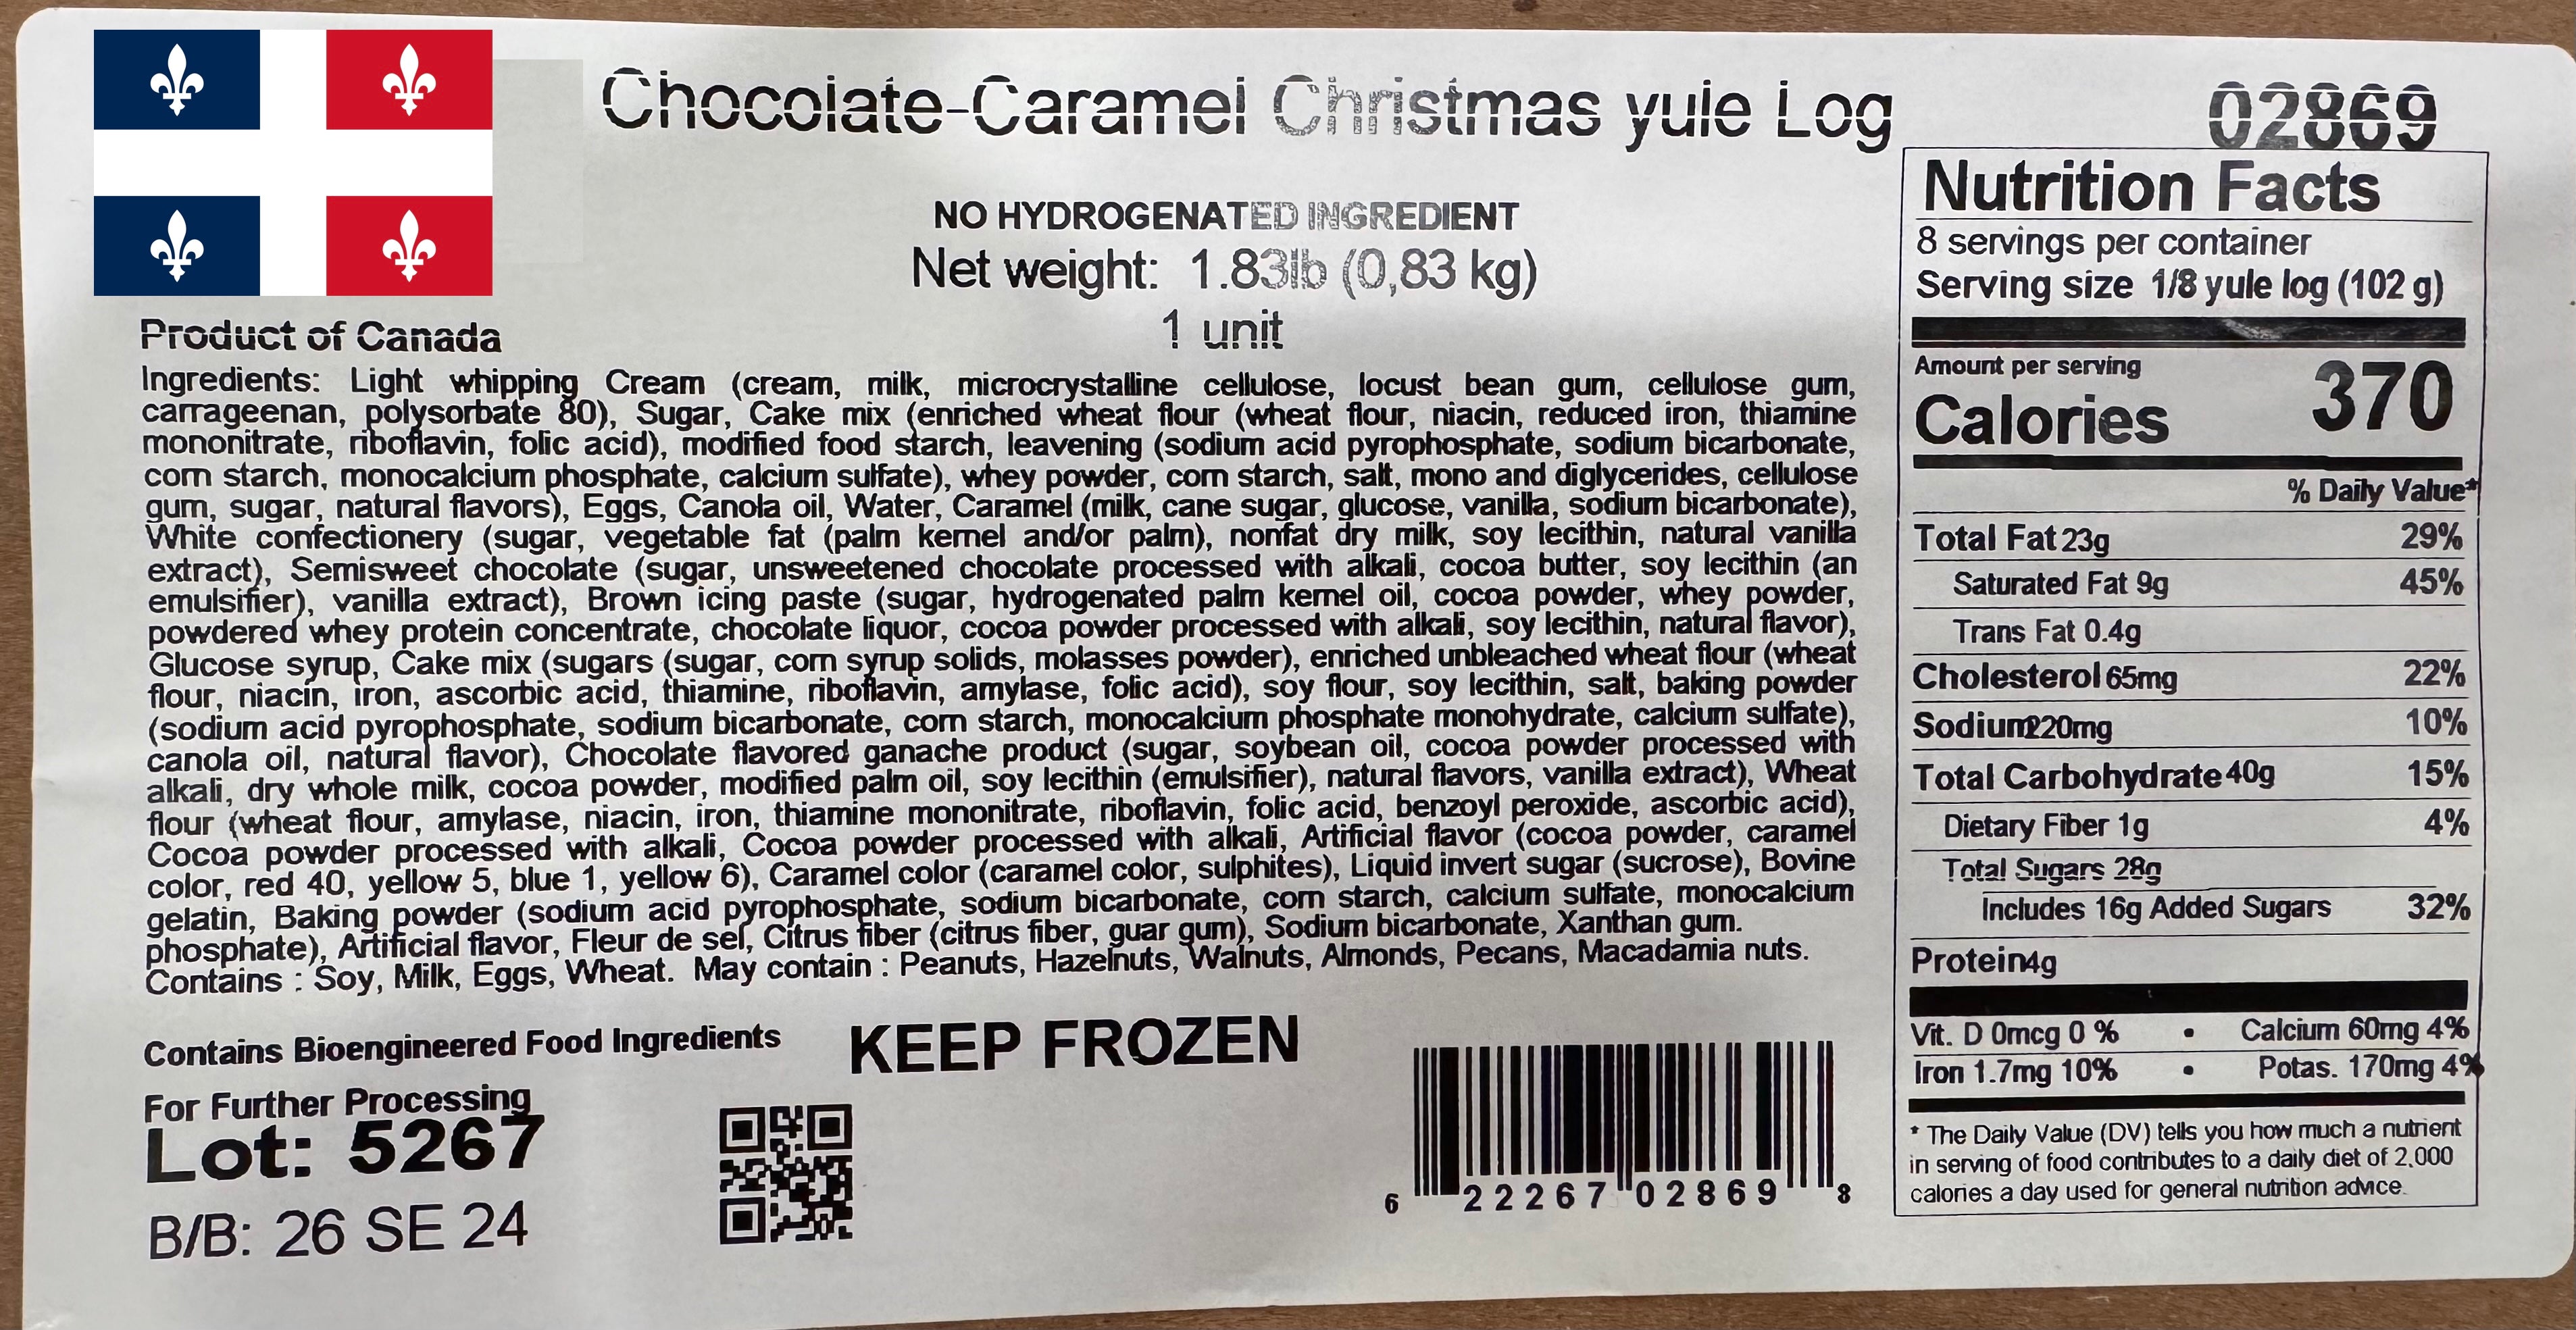 Chocolate-Caramel Christmas yule Log
02869
NO HYDROGENATED INGREDIENT
Net weight: 1.83lb (0,83 kg)
1 unit
Product of Canada
Ingredients: Light whipping Cream (cream, milk, microcrystalline cellulose, locust bean gum, cellulose gum,
carrageenan, polysorbate 80), Sugar, Cake mix (enriched wheat flour (wheat flour, niacin, reduced iron, thiamine
mononitrate, riboflavin, folic acid), modified food starch, leavening (sodium acid pyrophosphate, sodium bicarbonate,
corn starch, monocalcium phosphate, calcium sulfate), whey powder, corn starch, salt, mono and diglycerides, cellulose
gum, sugar, natural flavors), Eggs, Canola oil, Water, Caramel (milk, cane sugar, glucose, vanilla, sodium bicarbonate),
White confectionery (sugar, vegetable fat (palm kernel and/or palm), nonfat dry milk, soy lecithin, natural vanilla
extract), Semisweet chocolate (sugar, unsweetened chocolate processed with alkali, cocoa butter, soy lecithin (an
emulsifier), vanilla extract), Brown icing paste (sugar, hydrogenated palm kernel oil, cocoa powder, whey powder,
powdered whey protein concentrate, chocolate liquor, cocoa powder processed with alkali, soy lecithin, natural flavor),
Glucose syrup, Cake mix (sugars (sugar, corn syrup solids, molasses powder), enriched unbleached wheat flour (wheat
flour, niacin, iron, ascorbic acid, thiamine, riboflavin, amylase, folic acid), soy flour, soy lecithin, salt, baking powder
(sodium acid pyrophosphate, sodium bicarbonate, corn starch, monocalcium phosphate monohydrate, calcium sulfate),
canola oil, natural flavor), Chocolate flavored ganache product (sugar, soybean oil, cocoa powder processed with
alkali, dry whole milk, cocoa powder, modified palm oil, soy lecithin (emulsifier), natural flavors, vanilla extract), Wheat
flour (wheat flour, amylase, niacin, iron, thiamine mononitrate, riboflavin, folic acid, benzoyl peroxide, ascorbic acid),
Cocoa powder processed with alkali, Cocoa powder processed with alkali, Artificial flavor (cocoa powder, caramel
color, red 40, yellow 5, blue 1, yellow 6), Caramel color (caramel color, sulphites), Liquid invert sugar (sucrose), Bovine
gelatin, Baking powder (sodium acid pyrophosphate, sodium bicarbonate, corn starch, calcium sulfate, monocalcium
phosphate), Artificial flavor, Fleur de sel, Citrus fiber (citrus fiber, guar gum), Sodium bicarbonate, Xanthan gum.
Contains : Soy, Milk, Eggs, Wheat. May contain : Peanuts, Hazelnuts, Walnuts, Almonds, Pecans, Macadamia nuts.
Contains Bioengineered Food Ingredients
KEEP FROZEN
For Further Processing
Lot: 5267
B/B: 26 SE 24
6 22267 02869 8
Nutrition Facts
8 servings per container
Serving size 1/8 yule log (102 g)
Amount per serving
Calories 370
% Daily Value*
Total Fat 23g 29%
Saturated Fat 9g 45%
Trans Fat 0.4g
Cholesterol 65mg 22%
Sodium 220mg 10%
Total Carbohydrate 40g 15%
Dietary Fiber 1g 4%
Total Sugars 28g
Includes 16g Added Sugars 32%
Protein 4g
Vit. D 0mcg 0 % • Calcium 60mg 4%
Iron 1.7mg 10% • Potas. 170mg 4%
* The Daily Value (DV) tells you how much a nutrient
in serving of food contributes to a daily diet of 2,000
calories a day used for general nutrition advice.